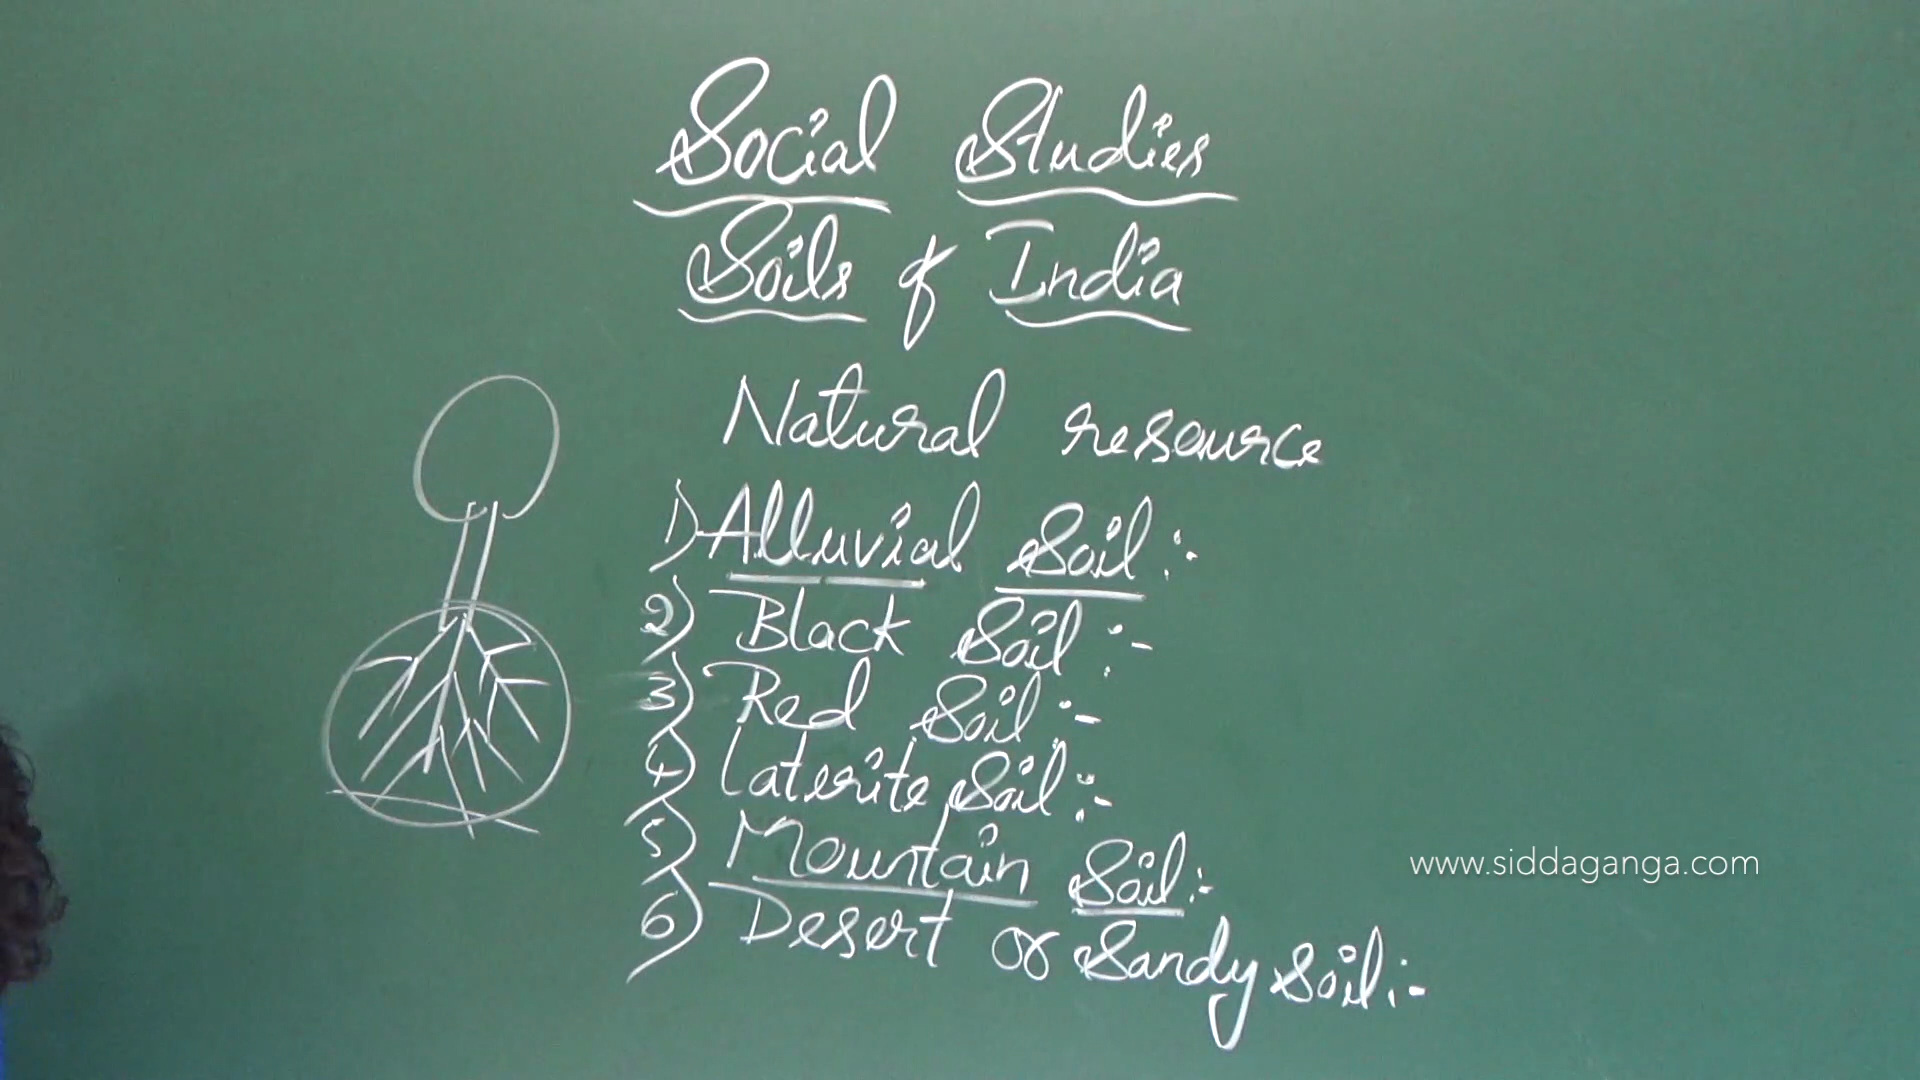 Social Studies
Soils of India
Natural resource
1) Alluvial Soil :-
2) Black Soil :-
3) Red Soil :-
4) Laterite Soil :-
5) Mountain Soil :-
6) Desert or Sandy Soil :-
www.siddaganga.com